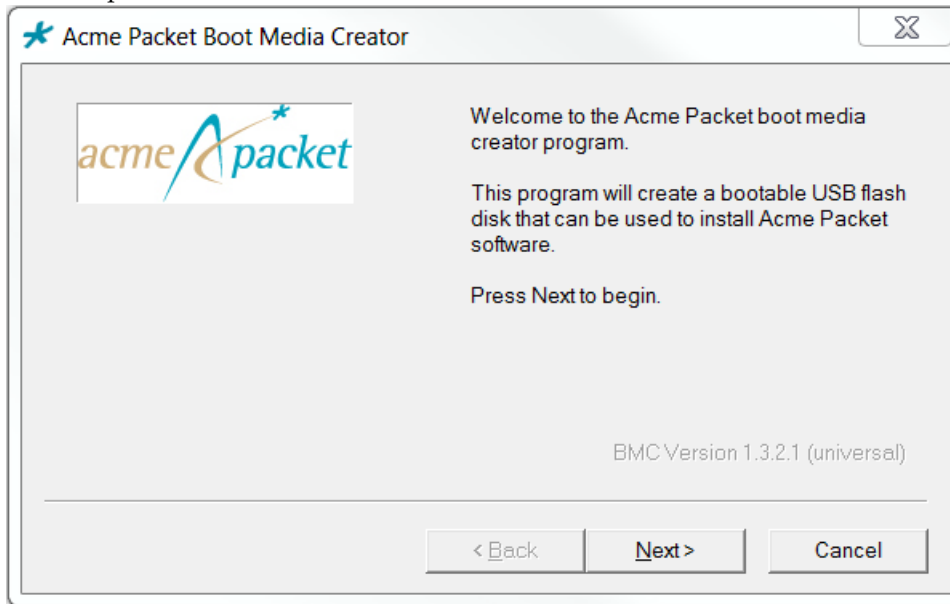 Acme Packet Boot Media Creator
acme packet
Welcome to the Acme Packet boot media
creator program.
This program will create a bootable USB flash
disk that can be used to install Acme Packet
software.
Press Next to begin.
BMC Version 1.3.2.1 (universal)
< Back
Next >
Cancel